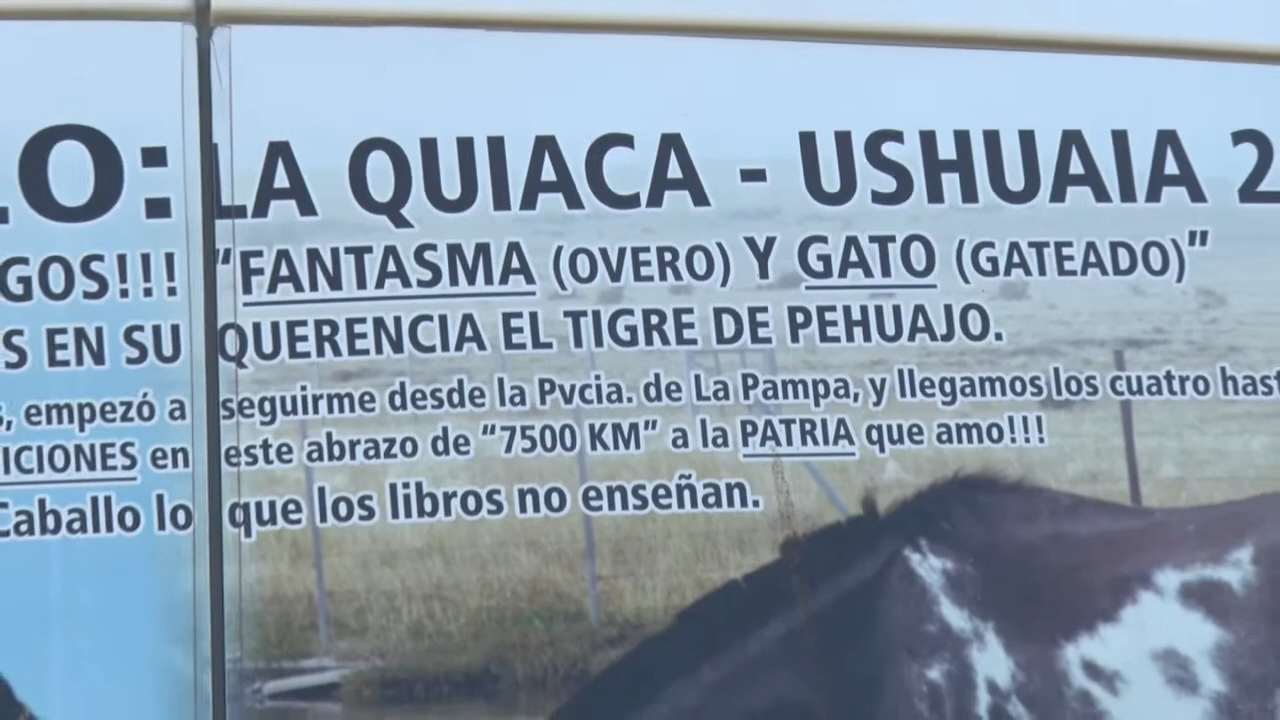 LO: LA QUIACA - USHUAIA 2
GOS!!! "FANTASMA (OVERO) Y GATO (GATEADO)"
S EN SU QUERENCIA EL TIGRE DE PEHUAJO.
s, empezó a seguirme desde la Pvcia. de La Pampa, y llegamos los cuatro hast
ICIONES en este abrazo de "7500 KM" a la PATRIA que amo!!!
Caballo lo que los libros no enseñan.